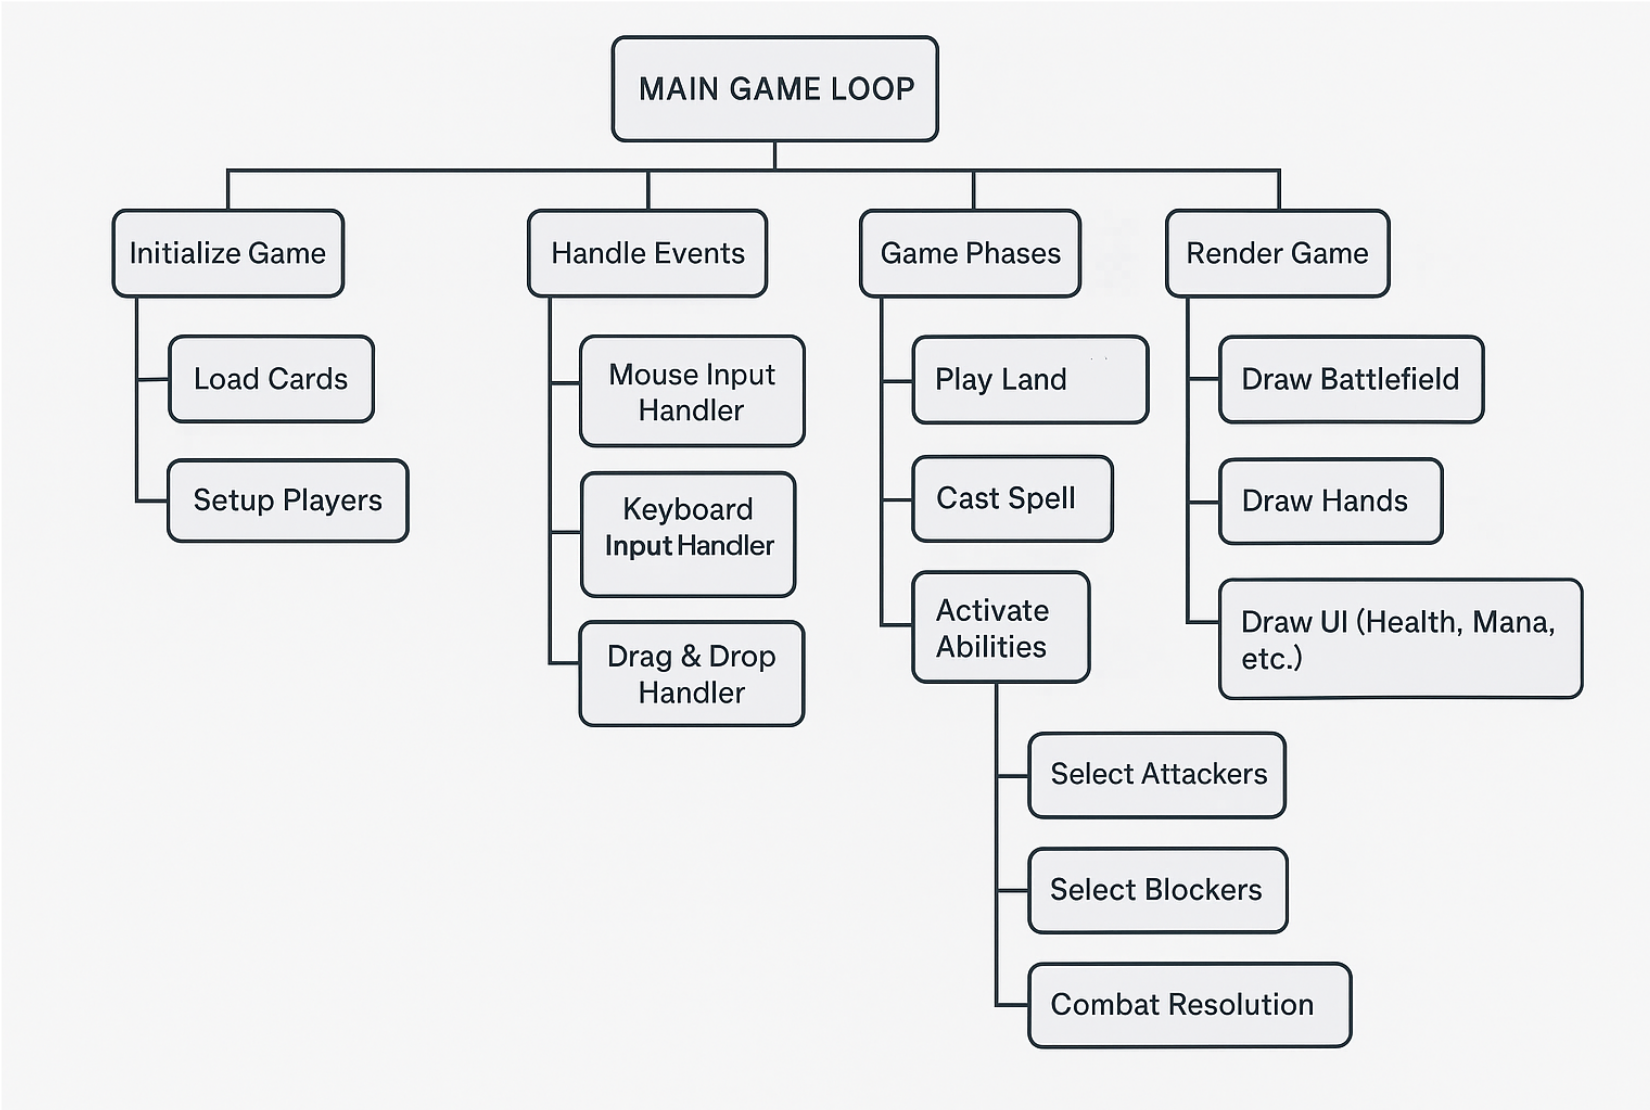 MAIN GAME LOOP
Initialize Game
Load Cards
Setup Players
Handle Events
Mouse Input
Handler
Keyboard
Input Handler
Drag & Drop
Handler
Game Phases
Play Land
Cast Spell
Activate
Abilities
Select Attackers
Select Blockers
Combat Resolution
Render Game
Draw Battlefield
Draw Hands
Draw UI (Health, Mana,
etc.)